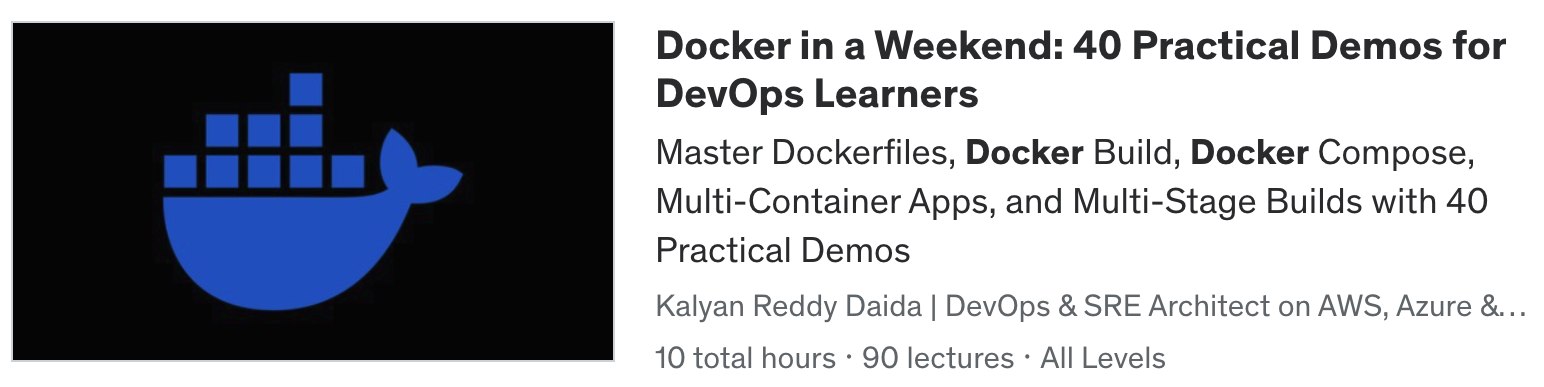 Docker in a Weekend: 40 Practical Demos for
DevOps Learners
Master Dockerfiles, Docker Build, Docker Compose,
Multi-Container Apps, and Multi-Stage Builds with 40
Practical Demos
Kalyan Reddy Daida | DevOps & SRE Architect on AWS, Azure &...
10 total hours · 90 lectures · All Levels